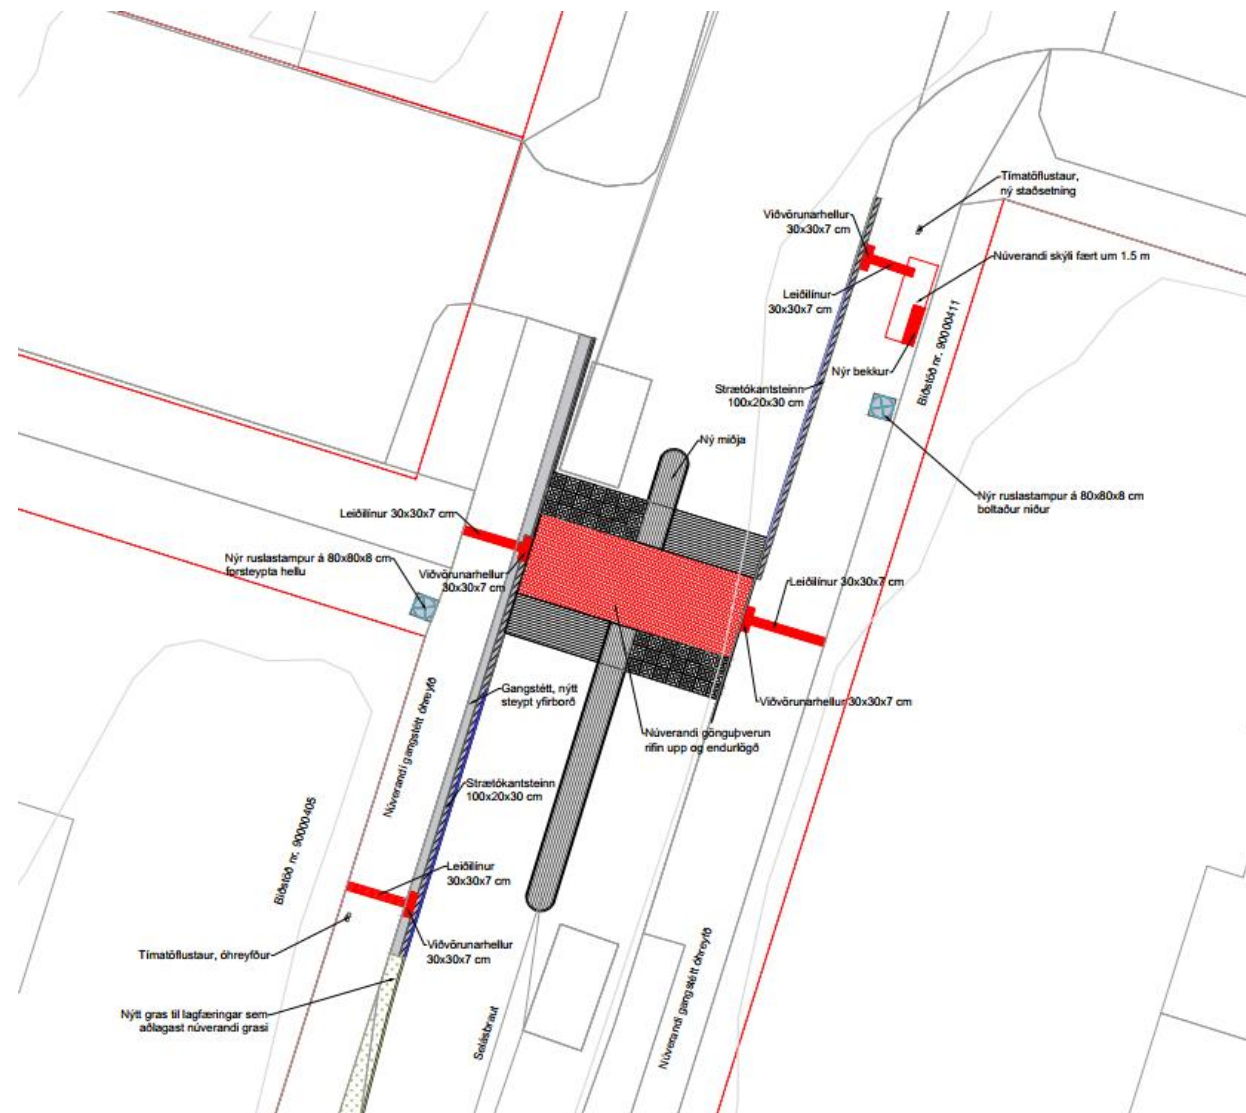 Tímatöflustaur,
ný staðsetning
Viðvörunarhellur
30x30x7 cm
Núverandi skýli fært um 1.5 m
Leiðilínur
30x30x7 cm
Biðstöð nr. 90000411
Nýr bekkur
Strætókantsteinn
100x20x30 cm
Ný miðja
Nýr ruslastampur á 80x80x8 cm
boltaður niður
Leiðilínur 30x30x7 cm
Nýr ruslastampur á 80x80x8 cm
forsteypta hellu
Viðvörunarhellur
30x30x7 cm
Leiðilínur 30x30x7 cm
Gangstétt, nýtt
steypt yfirborð
Viðvörunarhellur 30x30x7 cm
Núverandi gönguþverun
rifin upp og endurlögð
Núverandi gangstétt óhreyfð
Strætókantsteinn
100x20x30 cm
Biðstöð nr. 90000405
Leiðilínur
30x30x7 cm
Tímatöflustaur, óhreyfður
Viðvörunarhellur
30x30x7 cm
Nýtt gras til lagfæringar sem
aðlagast núverandi grasi
Selásbraut
Núverandi gangstétt óhreyfð